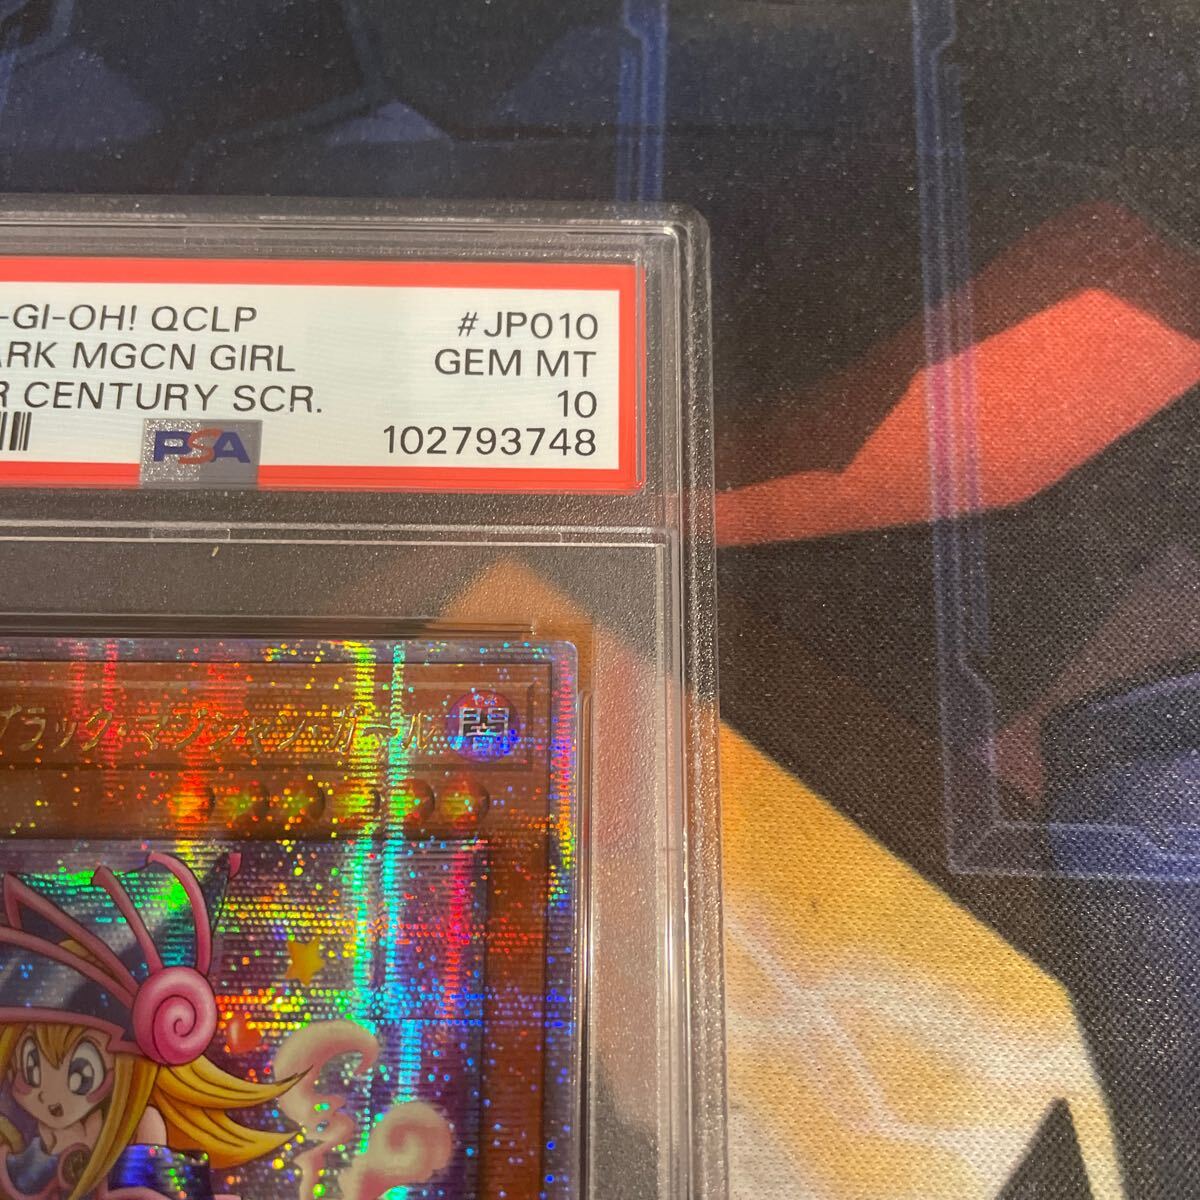 -GI-OH! QCLP #JP010
ARK MGCN GIRL GEM MT
R CENTURY SCR. 10
PSA 102793748
ブラック・マジシャン・ガール 闇